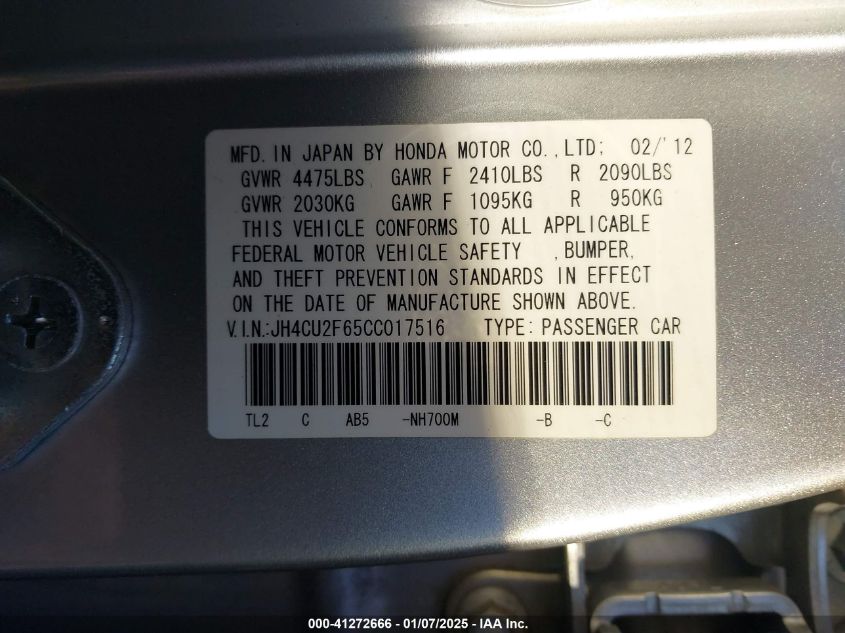 MFD. IN JAPAN BY HONDA MOTOR CO.,LTD: 02/'12
GVWR 4475LBS GAWR F 2410LBS R 2090LBS
GVWR 2030KG GAWR F 1095KG R 950KG
THIS VEHICLE CONFORMS TO ALL APPLICABLE
FEDERAL MOTOR VEHICLE SAFETY ,BUMPER,
AND THEFT PREVENTION STANDARDS IN EFFECT
ON THE DATE OF MANUFACTURE SHOWN ABOVE.
V.I.N.:JH4CU2F65CC017516 TYPE: PASSENGER CAR
TL2 C AB5 -NH700M -B -C
000-41272666 - 01/07/2025 - IAA Inc.